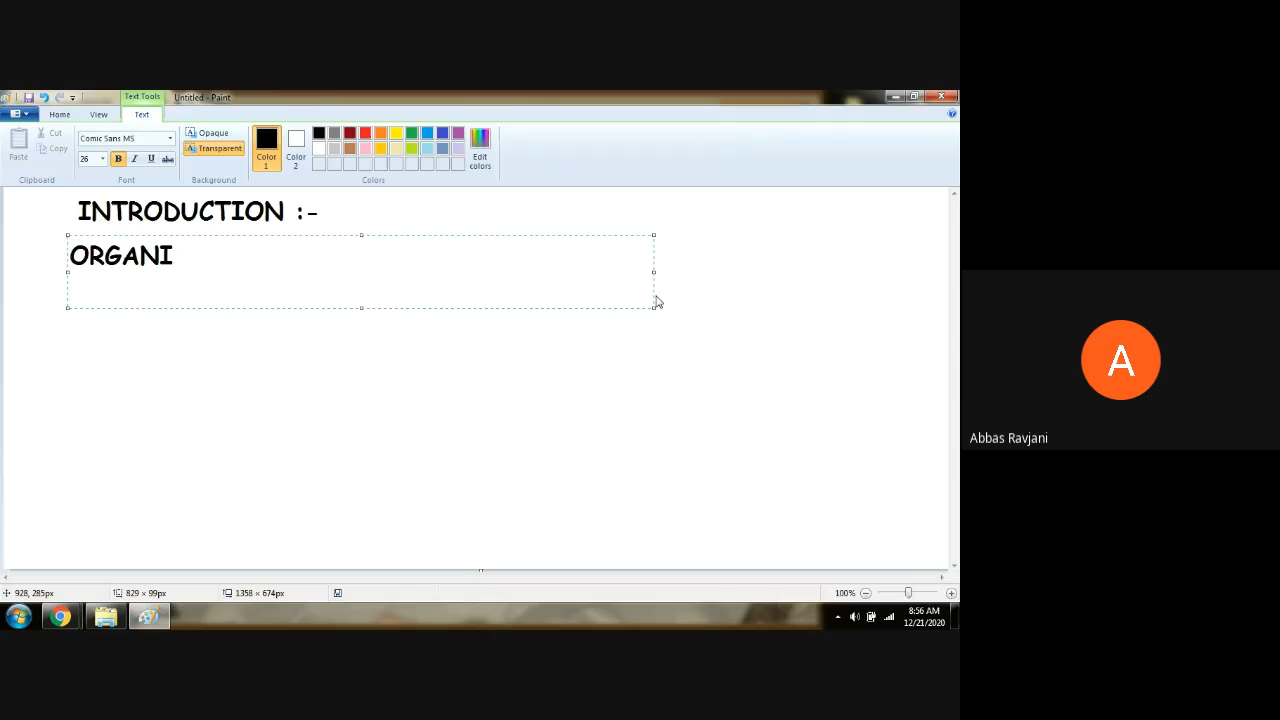 Text Tools
Untitled - Paint
Home
View
Text
Paste
Cut
Copy
Clipboard
Comic Sans MS
26
B
I
U
abc
Font
Opaque
Transparent
Background
Color 1
Color 2
Edit colors
Colors
INTRODUCTION :-
ORGANI
A
Abbas Ravjani
928, 285px
829 × 99px
1358 × 674px
100%
8:56 AM
12/21/2020